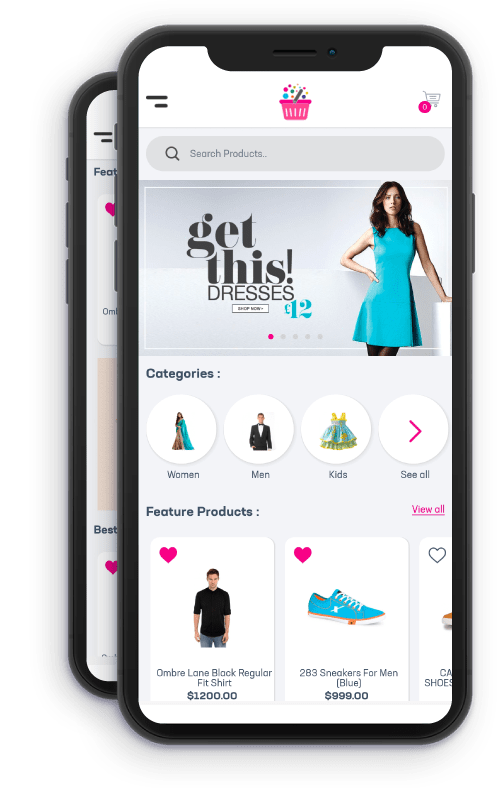 0
Search Products..
get
this!
DRESSES
SHOP NOW>
£12
Categories :
Women
Men
Kids
See all
Feature Products :
View all
Ombre Lane Black Regular
Fit Shirt
$1200.00
283 Sneakers For Men
(Blue)
$999.00
CA
SHOES
Feat
Omb
Best